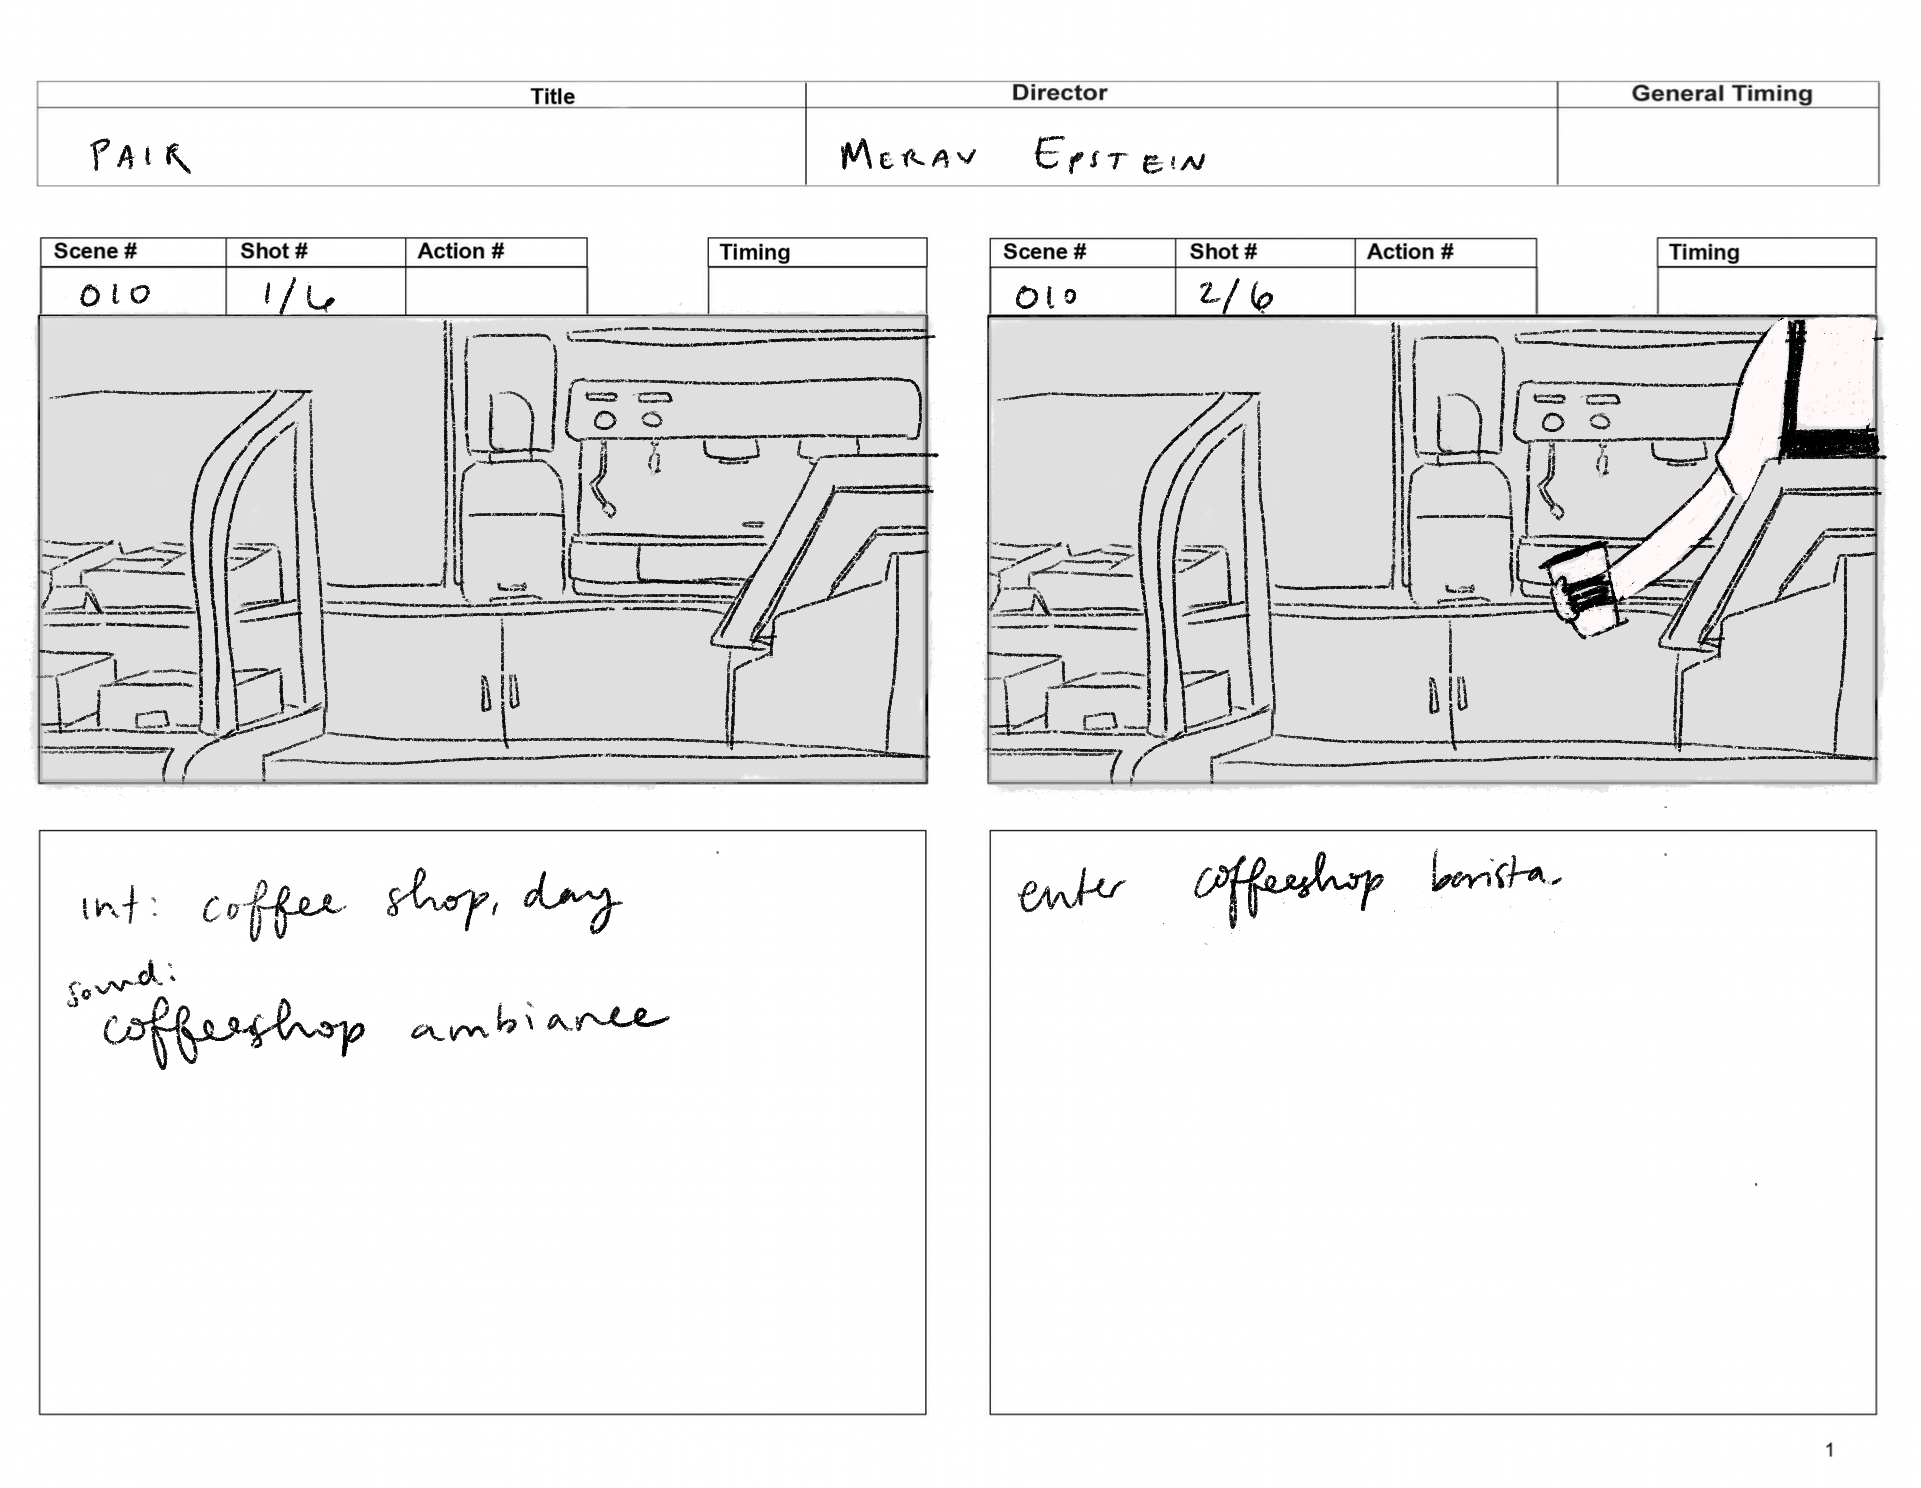 Title Director General Timing
PAIR MERAV EPSTEIN
Scene # Shot # Action # Timing
010 1/6
Scene # Shot # Action # Timing
010 2/6
int: coffee shop, day
sound:
coffeeshop ambiance
enter coffeeshop barista.
1